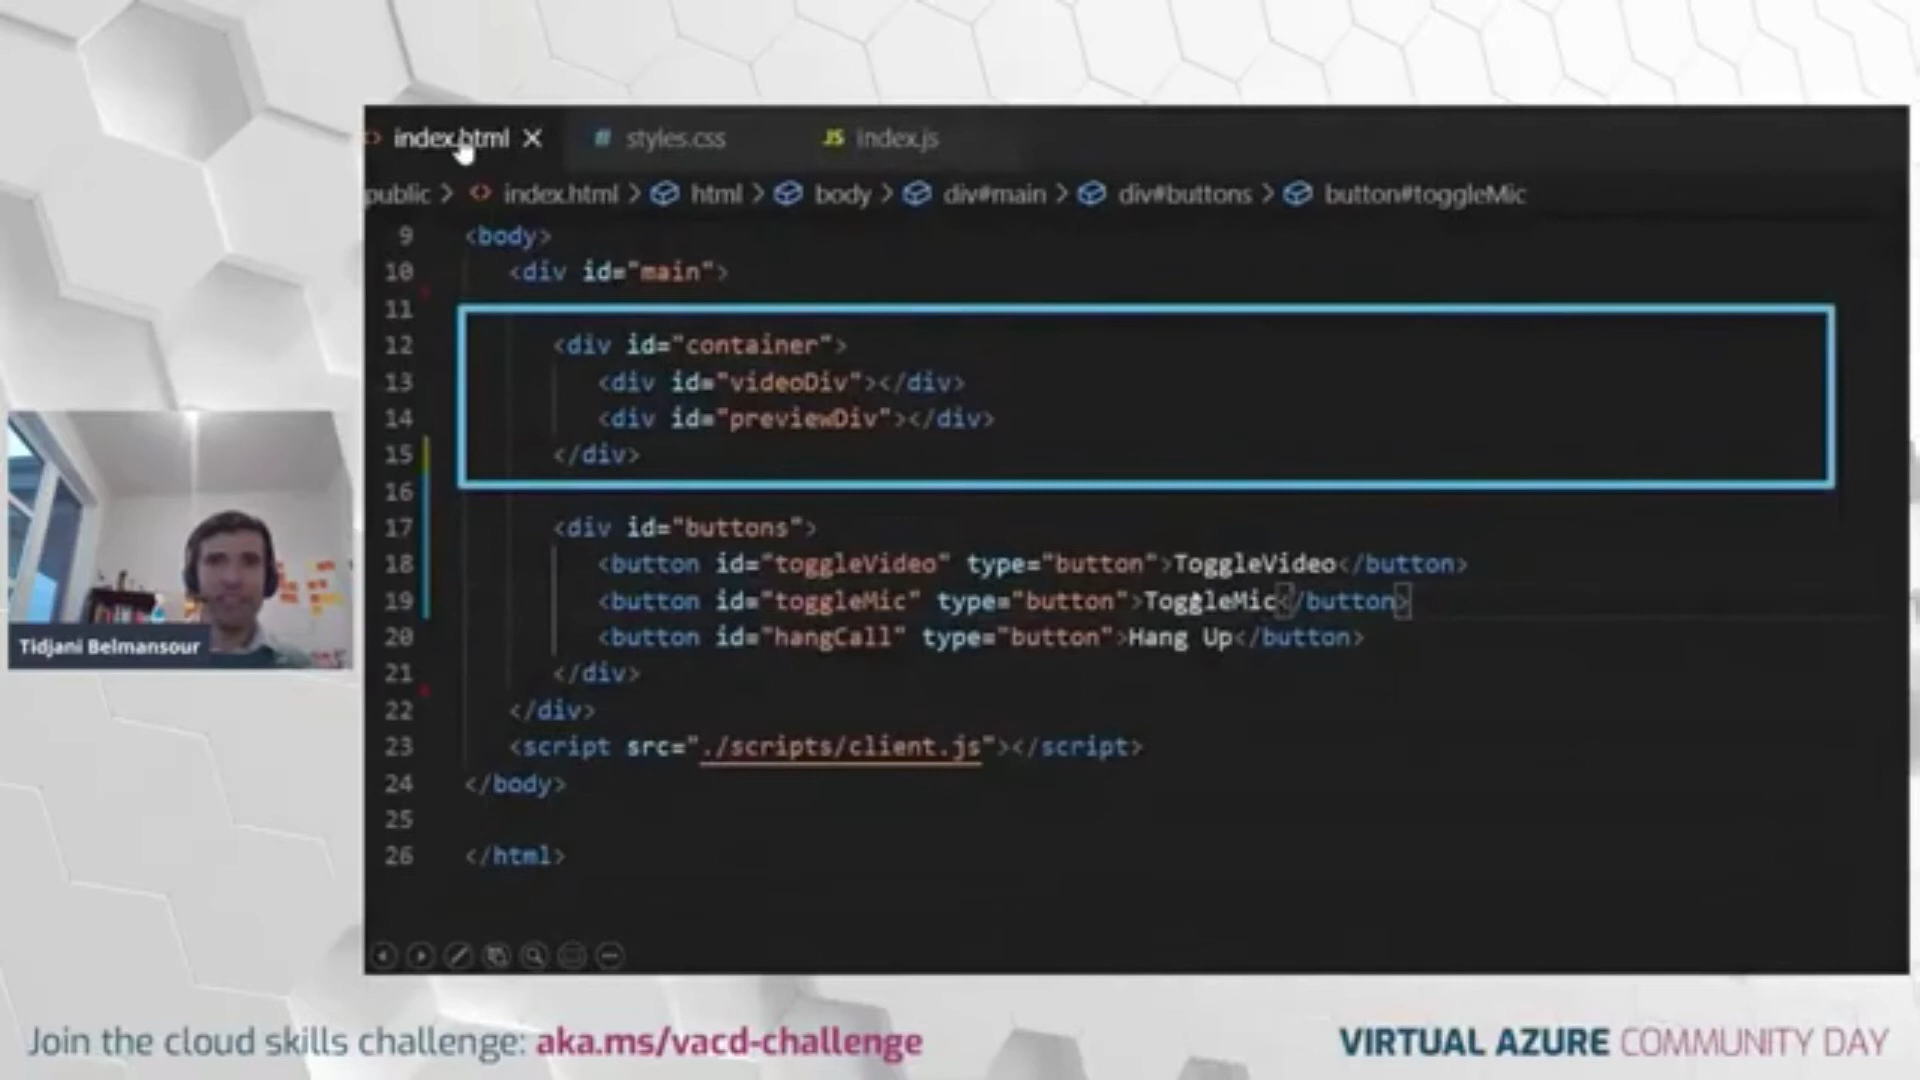 index.html
styles.css
JS index.js
public > <> index.html > html > body > div#main > div#buttons > button#toggleMic
9 <body>
10 <div id="main">
11
12 <div id="container">
13 <div id="videoDiv"></div>
14 <div id="previewDiv"></div>
15 </div>
16
17 <div id="buttons">
18 <button id="toggleVideo" type="button">ToggleVideo</button>
19 <button id="toggleMic" type="button">ToggleMic</button>
20 <button id="hangCall" type="button">Hang Up</button>
21 </div>
22 </div>
23 <script src="./scripts/client.js"></script>
24 </body>
25
26 </html>
Tidjani Belmansour
Join the cloud skills challenge: aka.ms/vacd-challenge
VIRTUAL AZURE COMMUNITY DAY